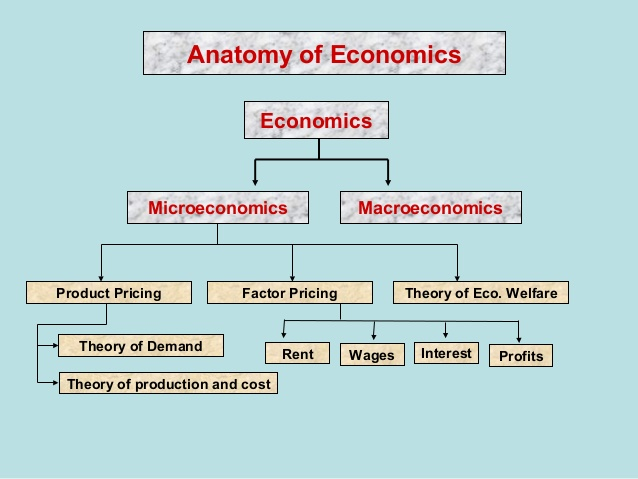 Anatomy of Economics
Economics
Microeconomics
Macroeconomics
Product Pricing
Factor Pricing
Theory of Eco. Welfare
Theory of Demand
Theory of production and cost
Rent
Wages
Interest
Profits